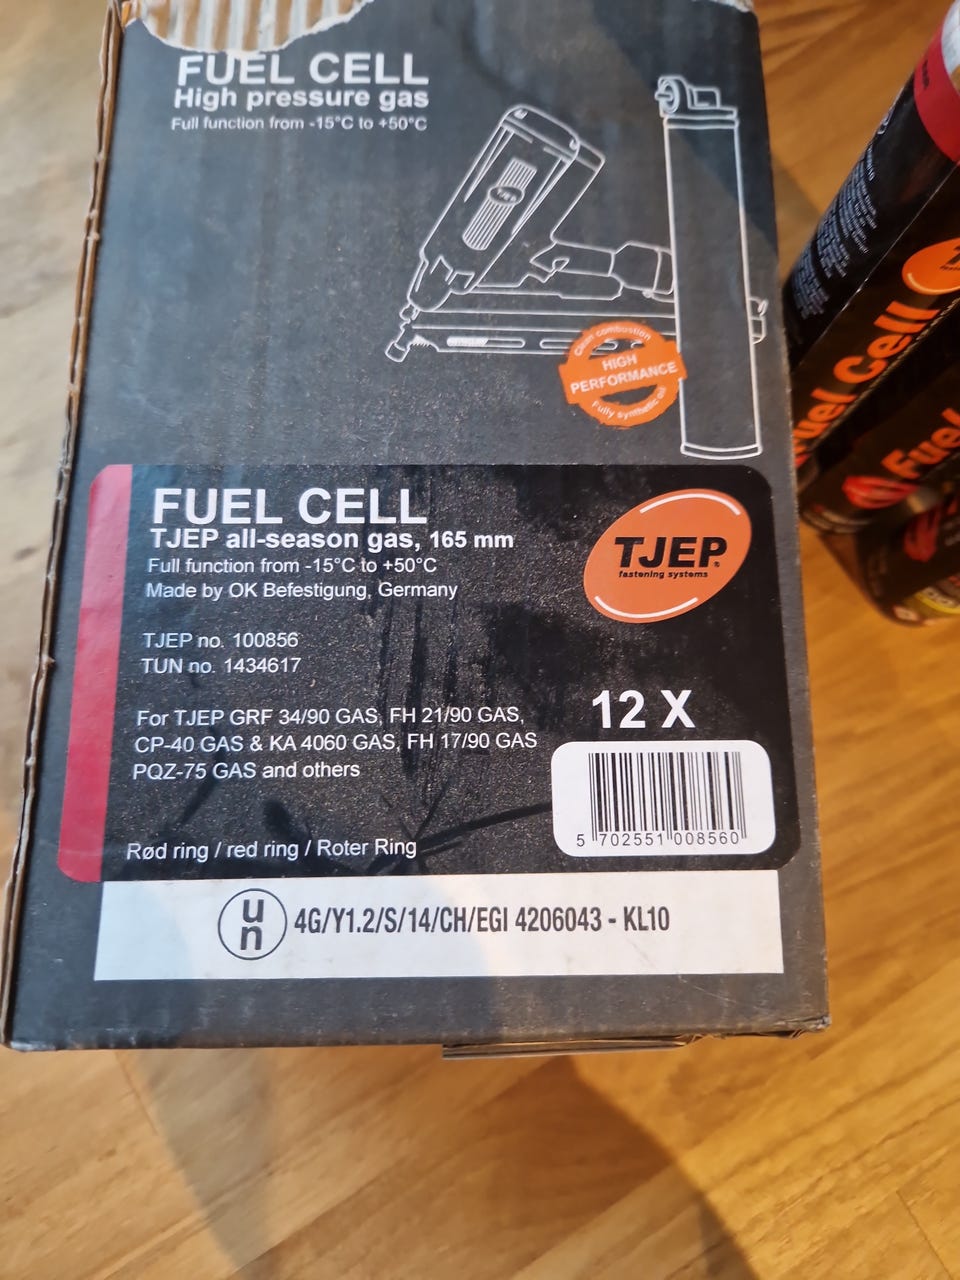 FUEL CELL
High pressure gas
Full function from -15°C to +50°C
TJEP
Clean combustion
HIGH
PERFORMANCE
Fully synthetic oil
FUEL CELL
TJEP all-season gas, 165 mm
Full function from -15°C to +50°C
Made by OK Befestigung, Germany
TJEP
fastening systems
TJEP no. 100856
TUN no. 1434617
12 X
For TJEP GRF 34/90 GAS, FH 21/90 GAS,
CP-40 GAS & KA 4060 GAS, FH 17/90 GAS
PQZ-75 GAS and others
5 702551 008560
Rød ring / red ring / Roter Ring
un 4G/Y1.2/S/14/CH/EGI 4206043 - KL10
Fuel Cell
Fuel